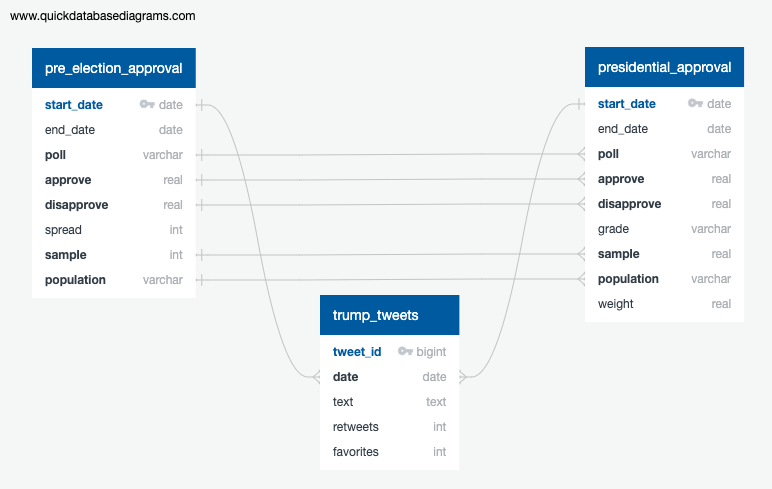 www.quickdatabasediagrams.com
pre_election_approval
start_date date
end_date date
poll varchar
approve real
disapprove real
spread int
sample int
population varchar
presidential_approval
start_date date
end_date date
poll varchar
approve real
disapprove real
grade varchar
sample real
population varchar
weight real
trump_tweets
tweet_id bigint
date date
text text
retweets int
favorites int